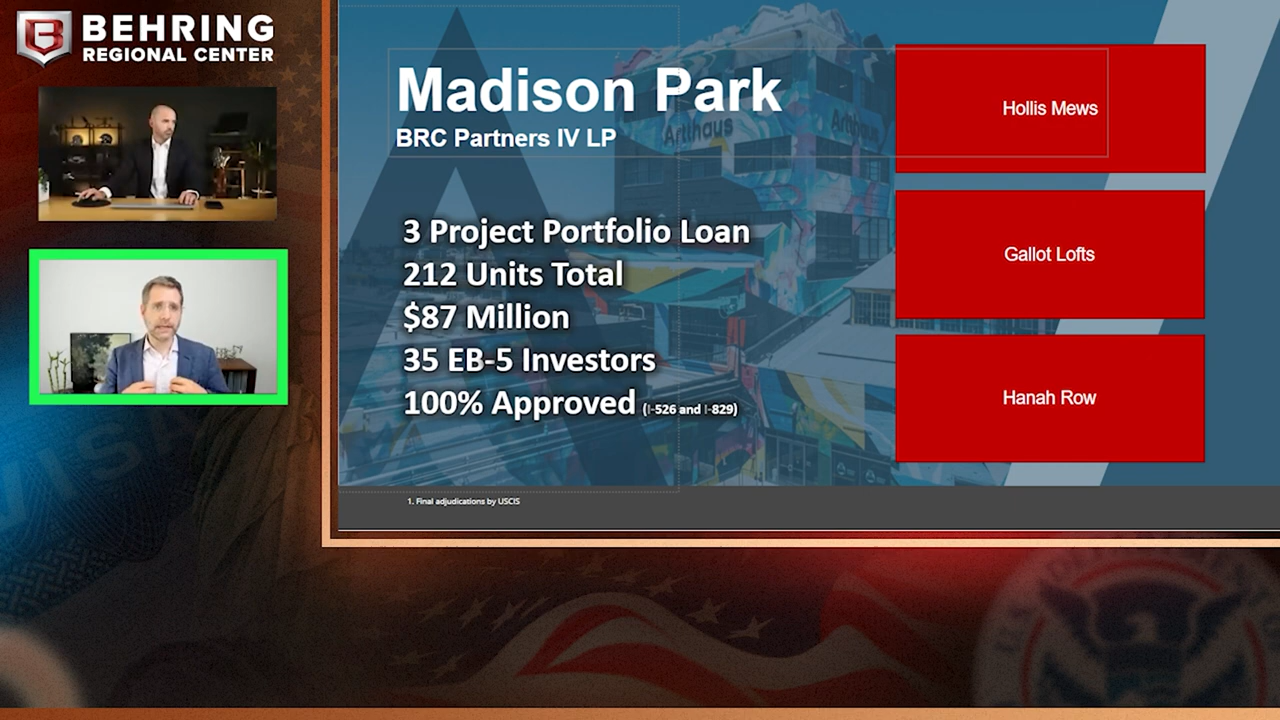 BEHRING
REGIONAL CENTER
Madison Park
BRC Partners IV LP
Artthaus
3 Project Portfolio Loan
212 Units Total
$87 Million
35 EB-5 Investors
100% Approved (I-526 and I-829)
1. Final adjudications by USCIS
Hollis Mews
Gallot Lofts
Hanah Row
VISA